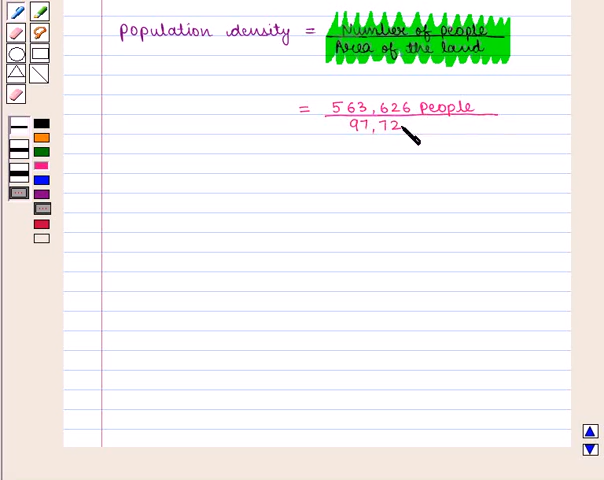 Population density = Number of people
Area of the land
= 563,626 People
97,72